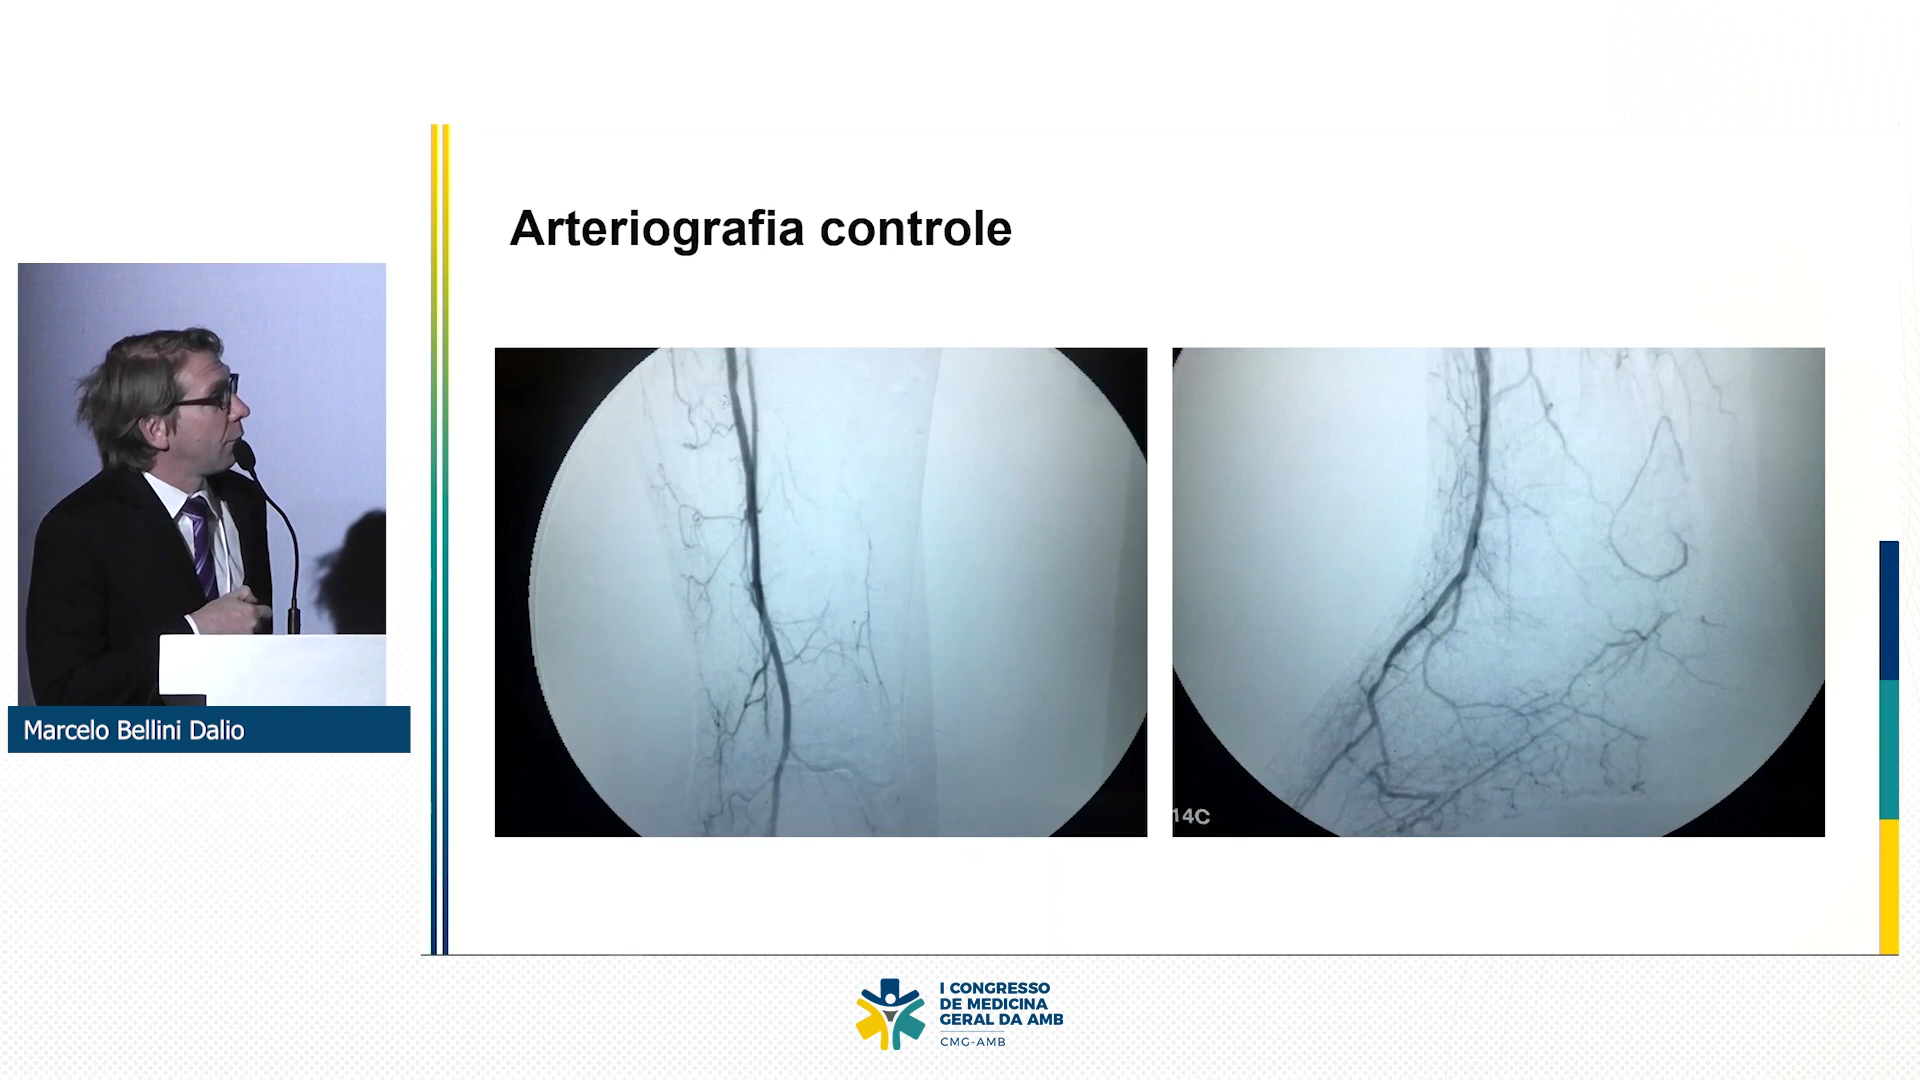 Arteriografia controle
Marcelo Bellini Dalio
14C
I CONGRESSO
DE MEDICINA
GERAL DA AMB
CMG-AMB